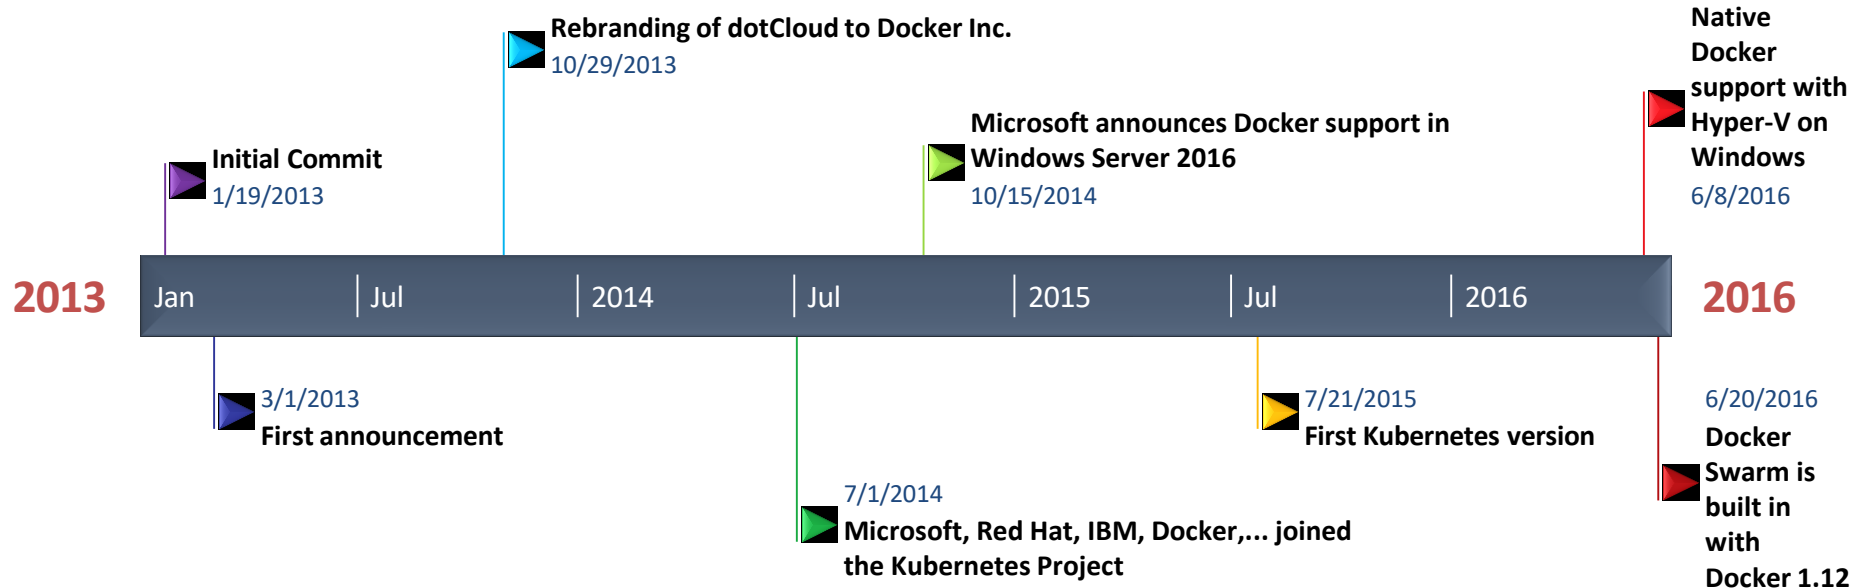 Rebranding of dotCloud to Docker Inc.
10/29/2013
Initial Commit
1/19/2013
Microsoft announces Docker support in
Windows Server 2016
10/15/2014
Native
Docker
support with
Hyper-V on
Windows
6/8/2016
2013
Jan
Jul
2014
Jul
2015
Jul
2016
2016
3/1/2013
First announcement
7/1/2014
Microsoft, Red Hat, IBM, Docker,... joined
the Kubernetes Project
7/21/2015
First Kubernetes version
6/20/2016
Docker
Swarm is
built in
with
Docker 1.12